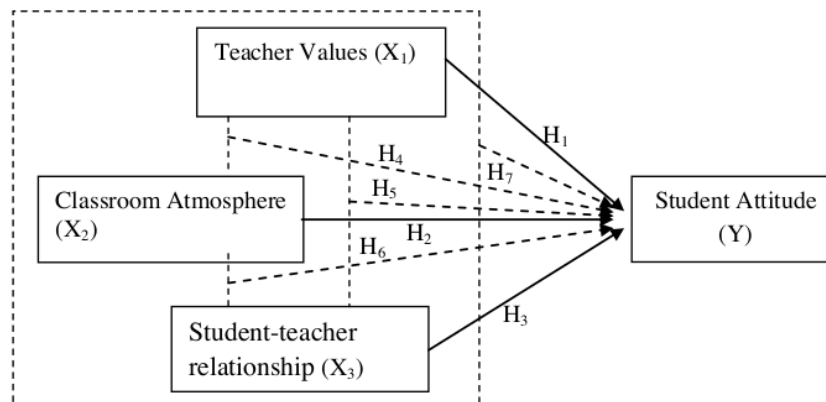 Teacher Values (X₁)
H₁
H₄
H₇
H₅
Classroom Atmosphere
(X₂)
Student Attitude
(Y)
H₂
H₆
H₃
Student-teacher
relationship (X₃)